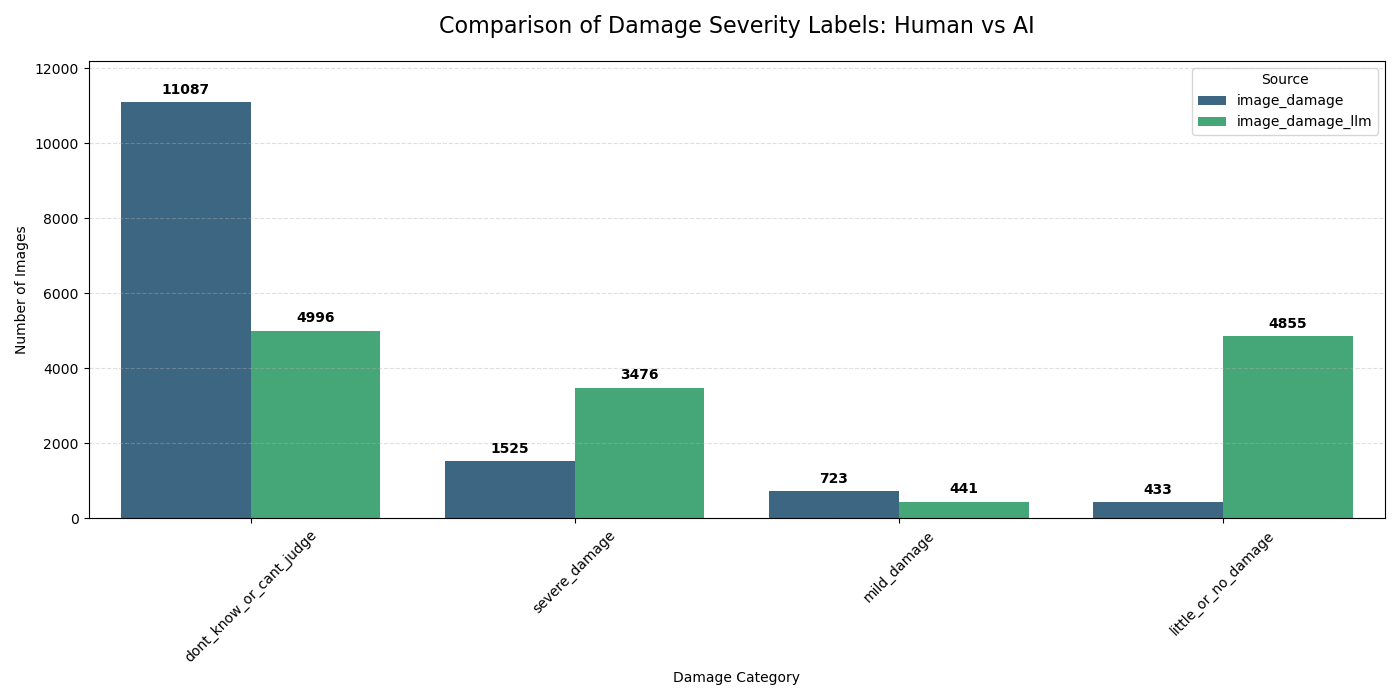 Comparison of Damage Severity Labels: Human vs AI
12000
10000
8000
6000
4000
2000
0
Number of Images
11087
4996
1525
3476
723
441
433
4855
Source
image_damage
image_damage_llm
dont_know_or_cant_judge
severe_damage
mild_damage
little_or_no_damage
Damage Category